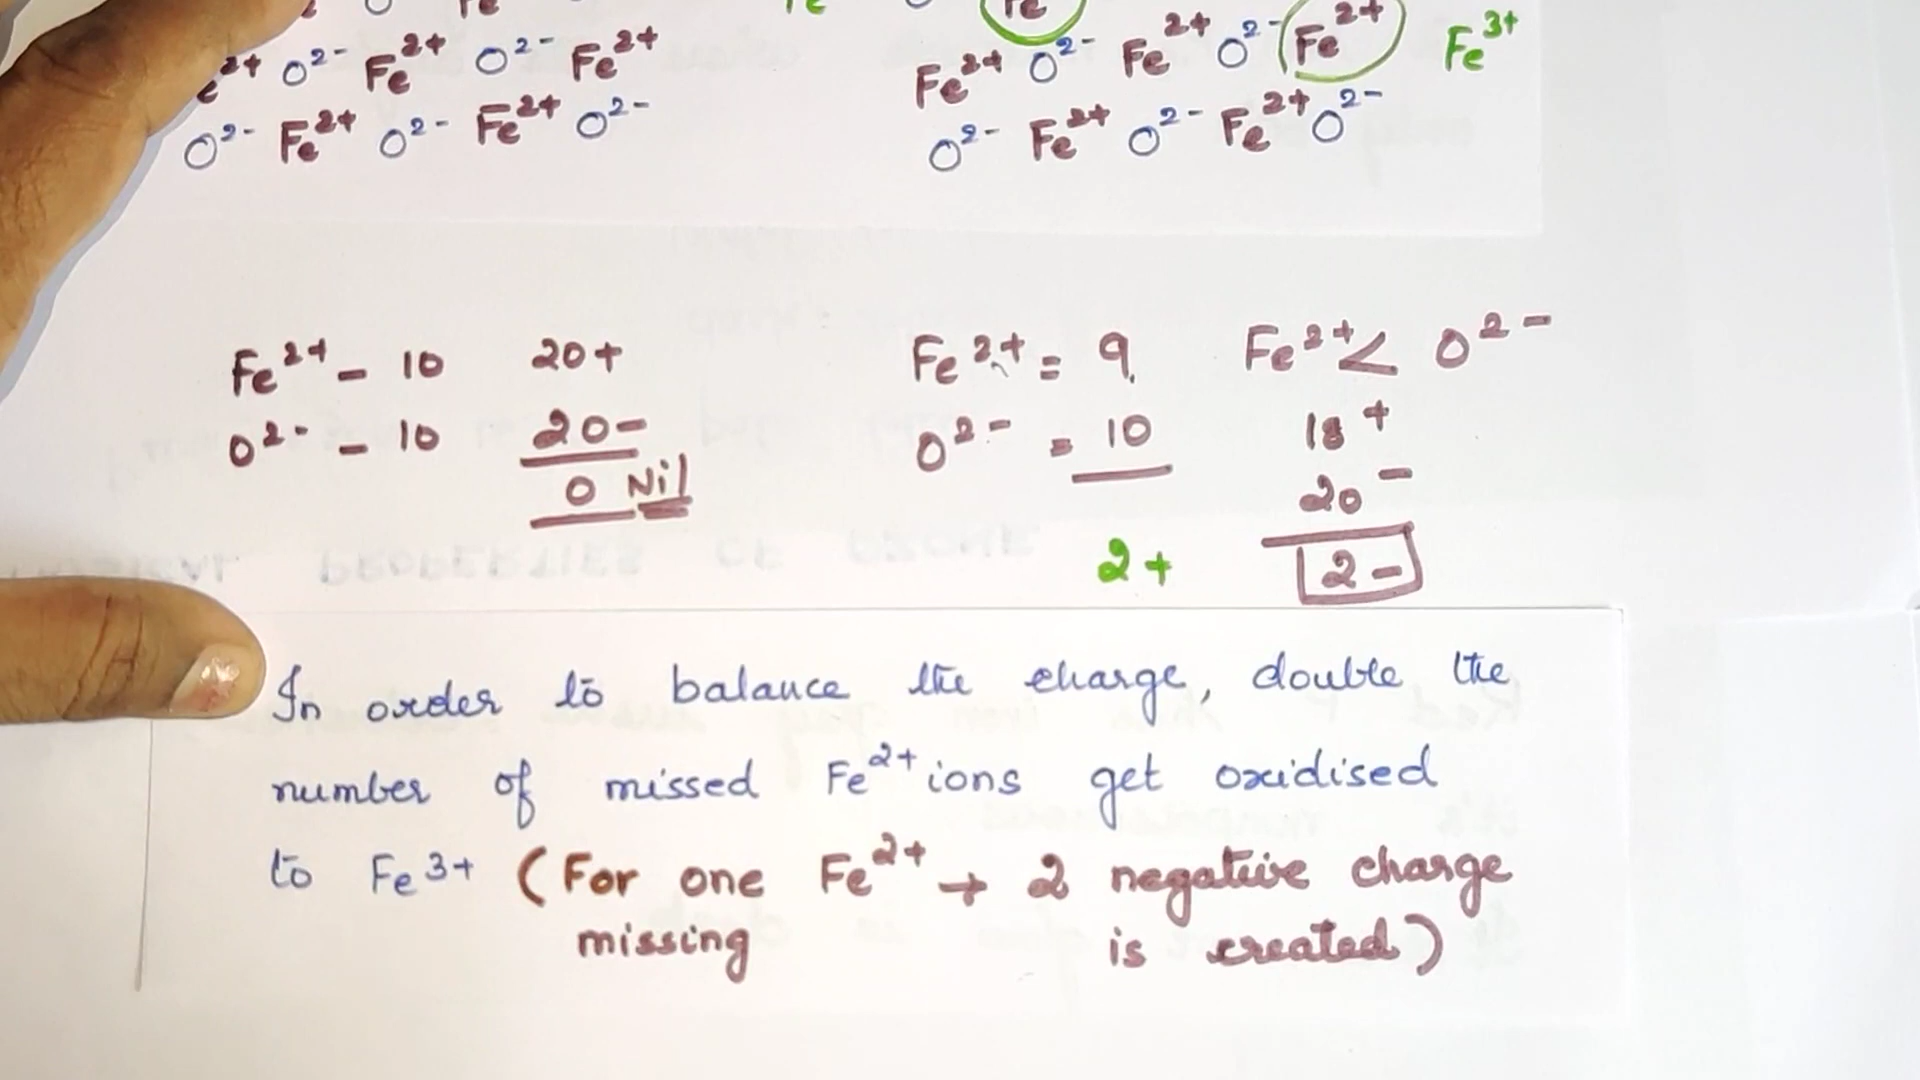 Fe²⁺ O²⁻ Fe²⁺ O²⁻ Fe²⁺
O²⁻ Fe²⁺ O²⁻ Fe²⁺ O²⁻
Fe
Fe²⁺ O²⁻ Fe²⁺ O²⁻ Fe²⁺ Fe³⁺
O²⁻ Fe²⁺ O²⁻ Fe²⁺ O²⁻
Fe²⁺ - 10 20+
O²⁻ - 10 20-
0 Nil
Fe²⁺ = 9 Fe²⁺ < O²⁻
O²⁻ = 10 18⁺
20⁻
2+ 2-
In order to balance the charge, double the
number of missed Fe²⁺ ions get oxidised
to Fe³⁺ (For one Fe²⁺ → 2 negative charge
missing is created)